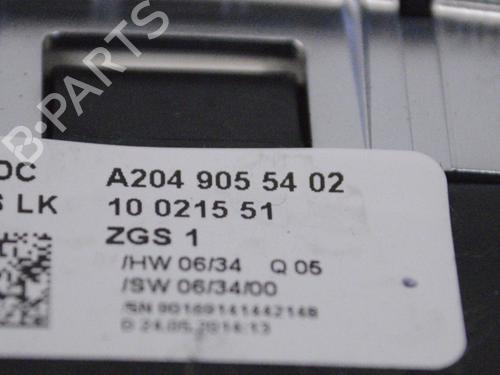 B-PARTS
DC A204 905 54 02
S LK 10 0215 51
ZGS 1
/HW 06/34 Q 05
/SW 06/34/00